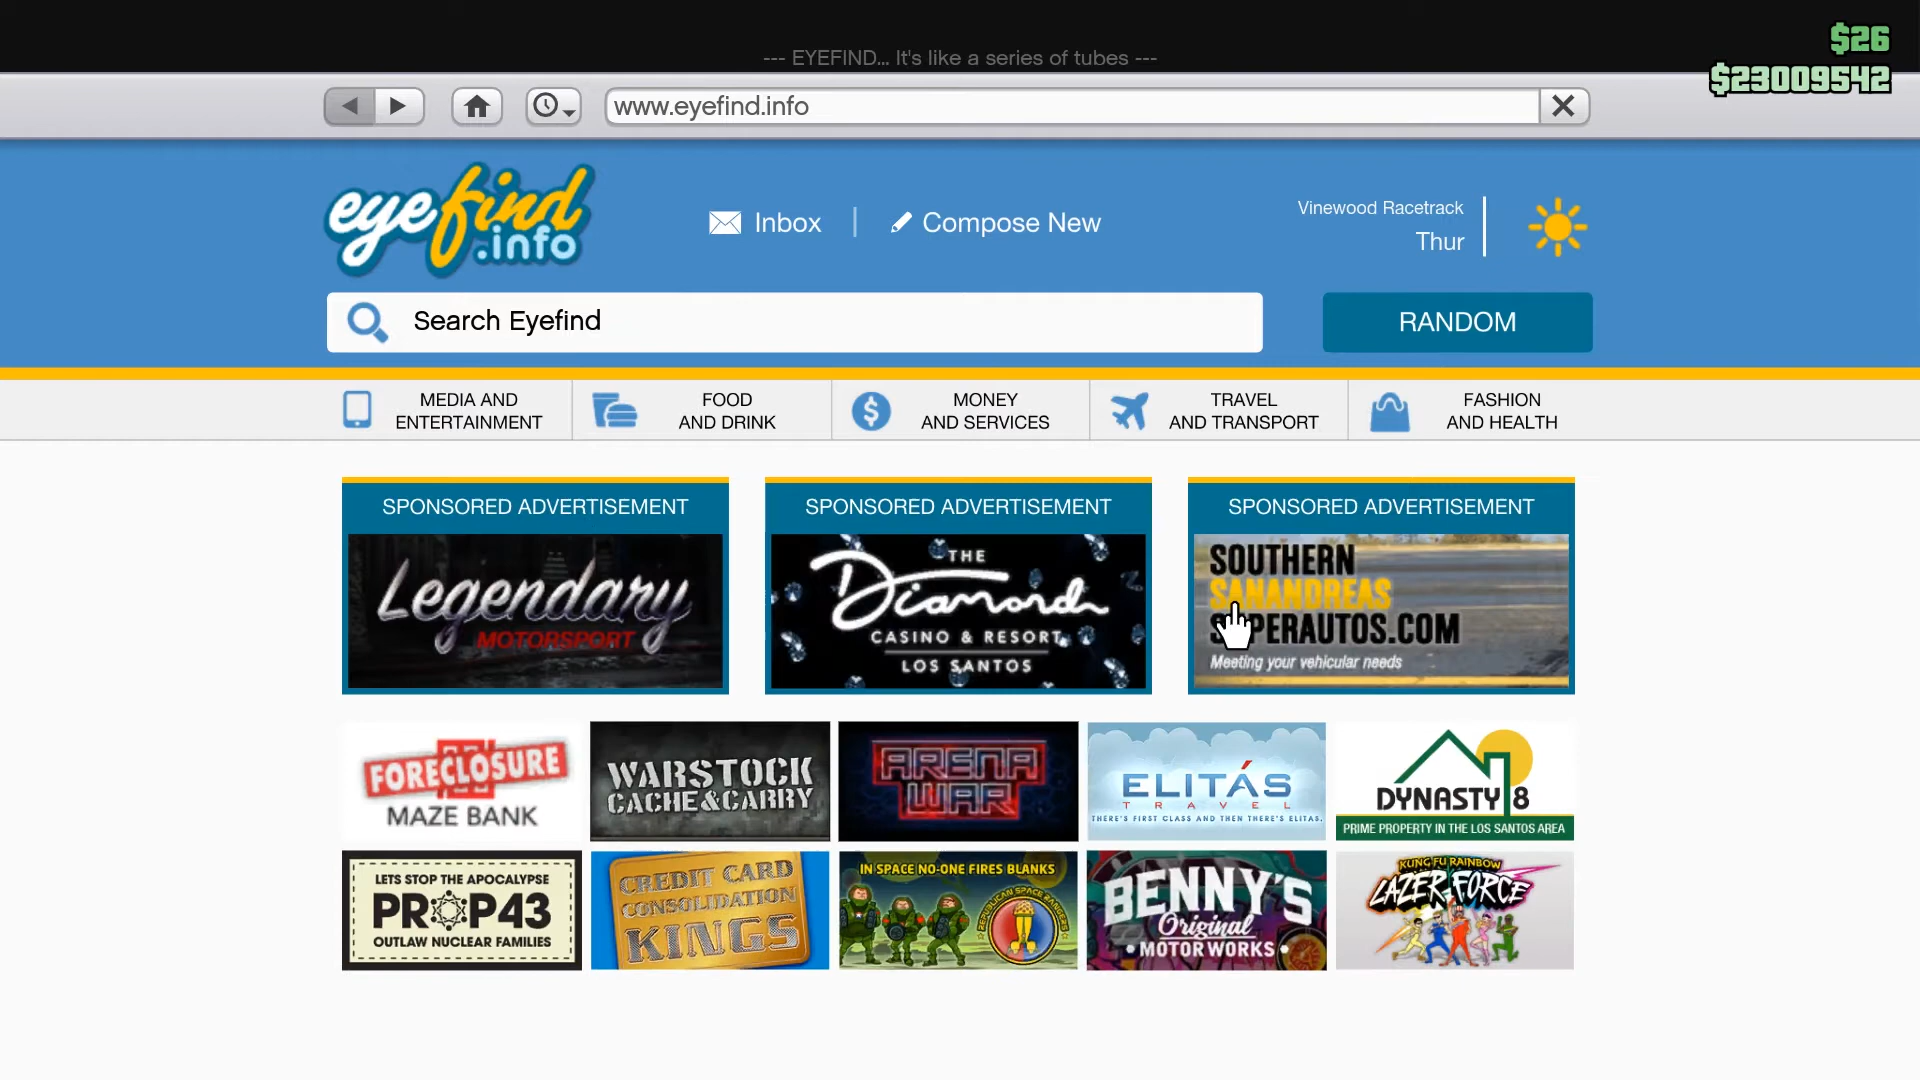 --- EYEFIND... It's like a series of tubes ---
$26
$23009542
www.eyefind.info
eyefind
.info
Inbox
Compose New
Vinewood Racetrack
Thur
Search Eyefind
RANDOM
MEDIA AND
ENTERTAINMENT
FOOD
AND DRINK
MONEY
AND SERVICES
TRAVEL
AND TRANSPORT
FASHION
AND HEALTH
SPONSORED ADVERTISEMENT
Legendary
MOTORSPORT
SPONSORED ADVERTISEMENT
THE
Diamond
CASINO & RESORT
LOS SANTOS
SPONSORED ADVERTISEMENT
SOUTHERN
SANANDREAS
SUPERAUTOS.COM
Meeting your vehicular needs
FORECLOSURE
MAZE BANK
WARSTOCK
CACHE&CARRY
ARENA
WAR
ELITÁS
TRAVEL
THERE'S FIRST CLASS AND THEN THERE'S ELITAS.
DYNASTY 8
PRIME PROPERTY IN THE LOS SANTOS AREA
LETS STOP THE APOCALYPSE
PROP43
OUTLAW NUCLEAR FAMILIES
CREDIT CARD
CONSOLIDATION
KINGS
IN SPACE NO-ONE FIRES BLANKS
REPUBLICAN SPACE RANGERS
BENNY'S
Original
MOTOR WORKS
KUNG FU RAINBOW
LAZER FORCE